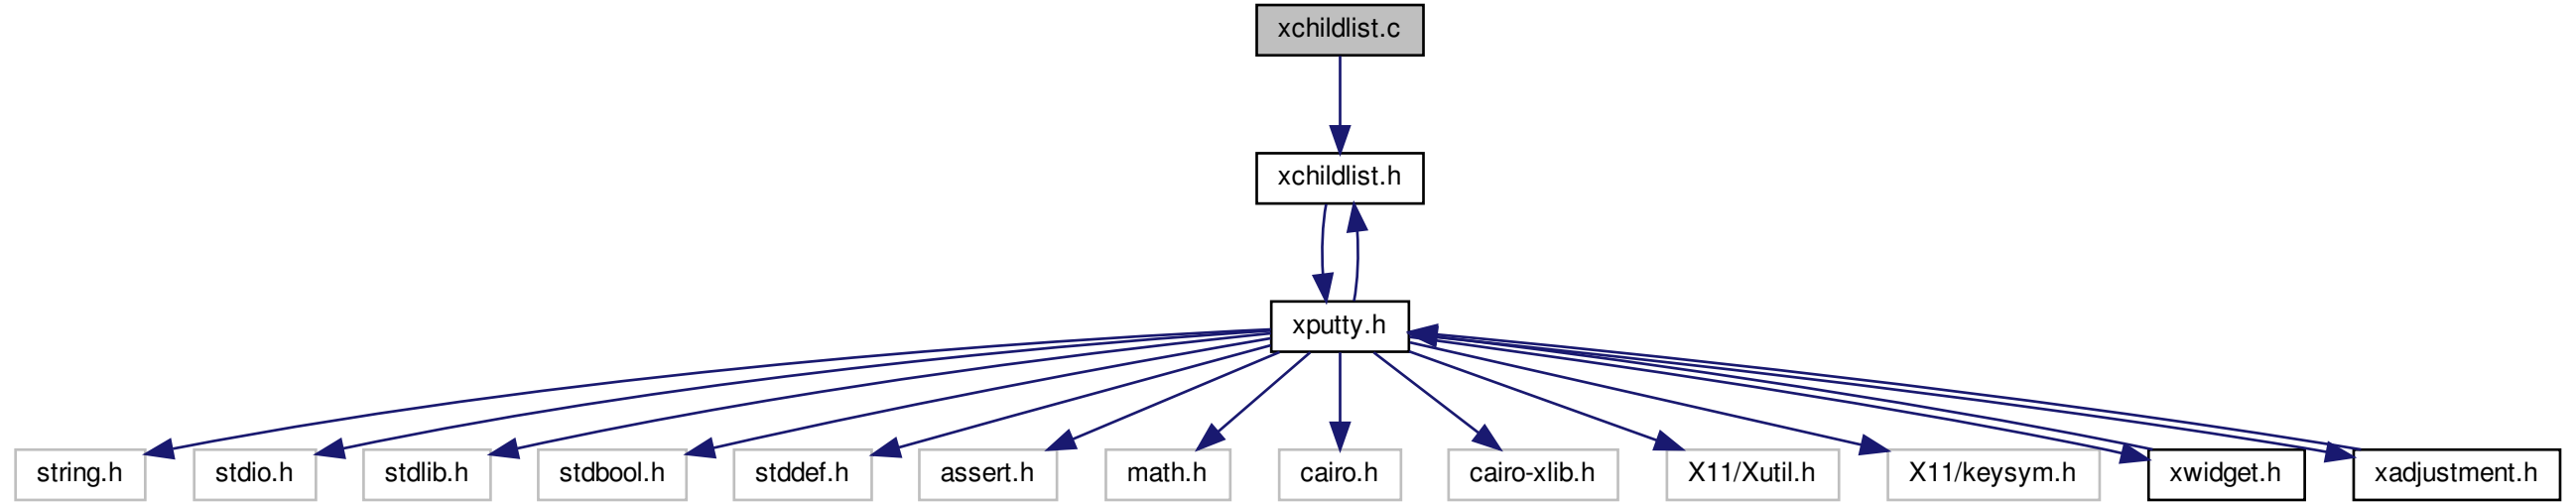 xchildlist.c
xchildlist.h
xputty.h
string.h
stdio.h
stdlib.h
stdbool.h
stddef.h
assert.h
math.h
cairo.h
cairo-xlib.h
X11/Xutil.h
X11/keysym.h
xwidget.h
xadjustment.h